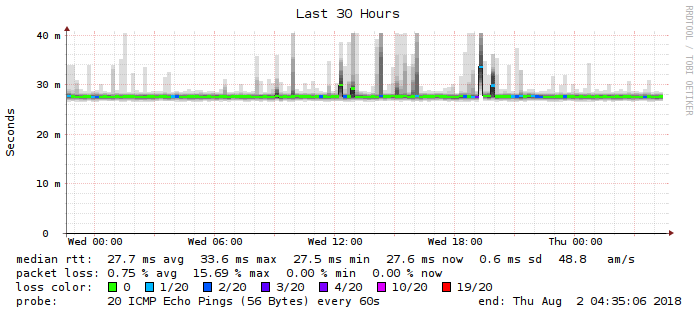 Last 30 Hours
RRDTOOL / TOBI OETIKER
Seconds
40 m
30 m
20 m
10 m
0
Wed 00:00 Wed 06:00 Wed 12:00 Wed 18:00 Thu 00:00
median rtt: 27.7 ms avg 33.6 ms max 27.5 ms min 27.6 ms now 0.6 ms sd 48.8 am/s
packet loss: 0.75 % avg 15.69 % max 0.00 % min 0.00 % now
loss color: 0 1/20 2/20 3/20 4/20 10/20 19/20
probe: 20 ICMP Echo Pings (56 Bytes) every 60s end: Thu Aug 2 04:35:06 2018